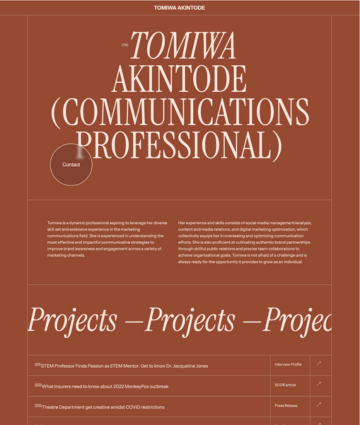 TOMIWA AKINTODE
TOMIWA
AKINTODE
(COMMUNICATIONS
PROFESSIONAL)
Contact
Tomiwa is a dynamic professional aspiring to leverage her diverse
skill set and extensive experience in the marketing
communications field. She is experienced in understanding the
most effective and impactful communicative strategies to
improve brand awareness and engagement across a variety of
marketing channels.
Her experience and skills consists of social media management/analysis,
content and media relations, and digital marketing optimization, which
collectively equips her in overseeing and optimizing communication
efforts. She is also proficient at cultivating authentic brand partnerships
through skillful public relations and precise team collaborations to
achieve organizational goals. Tomiwa is not afraid of a challenge and is
always ready for the opportunity it provides to grow as an individual.
Projects — Projects — Projec
STEM Professor Finds Passion as STEM Mentor: Get to know Dr. Jacqueline Jones
Interview Profile
↗
What Insurers need to know about 2022 MonkeyPox outbreak
SEO/R article
↗
Theatre Department get creative amidst COVID restrictions
Press Release
↗